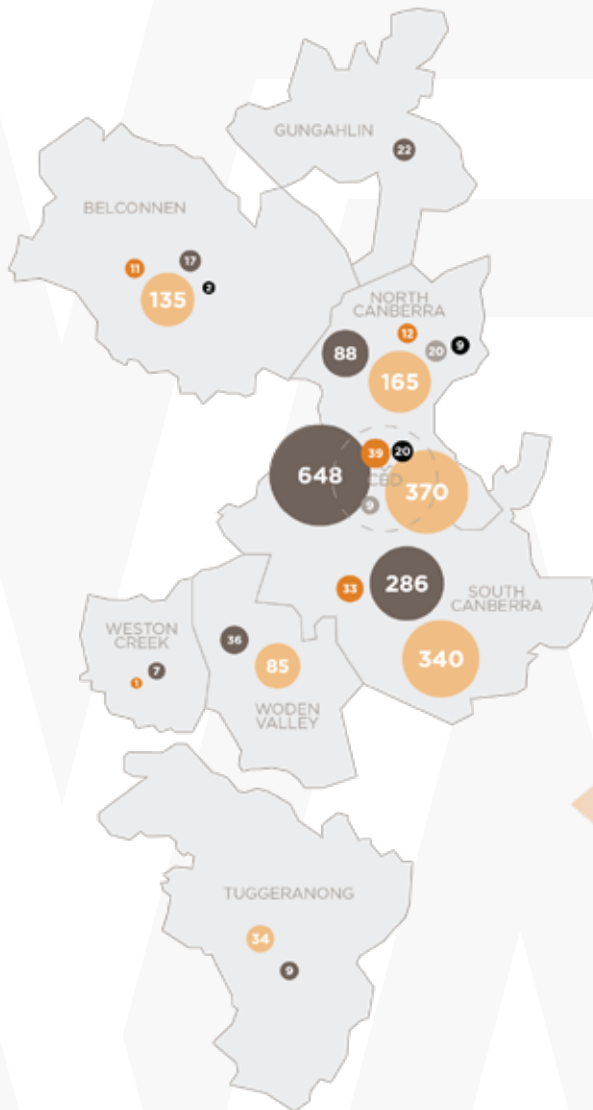 GUNGAHLIN
22
BELCONNEN
11
17
2
135
NORTH
CANBERRA
12
88
20
9
165
39
20
648
CBD
370
9
286
33
SOUTH
CANBERRA
WESTON
CREEK
36
7
85
340
1
WODEN
VALLEY
TUGGERANONG
34
9